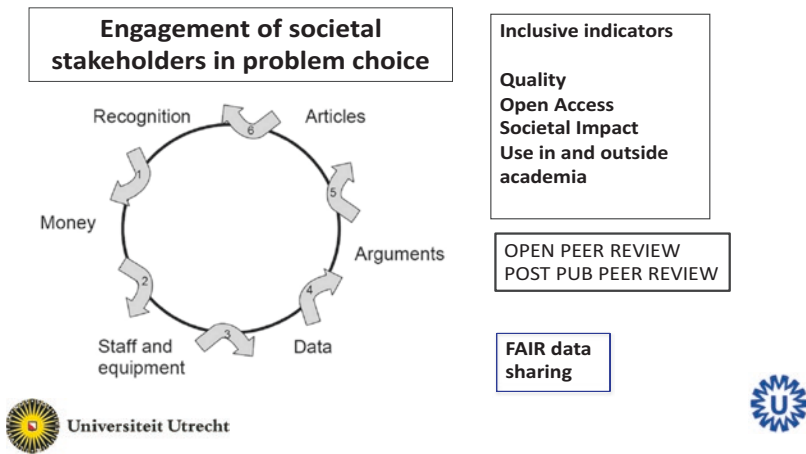 Engagement of societal
stakeholders in problem choice
Recognition
6
Articles
1
5
Money
Arguments
2
4
3
Staff and
equipment
Data
Inclusive indicators
Quality
Open Access
Societal Impact
Use in and outside
academia
OPEN PEER REVIEW
POST PUB PEER REVIEW
FAIR data
sharing
Universiteit Utrecht
U